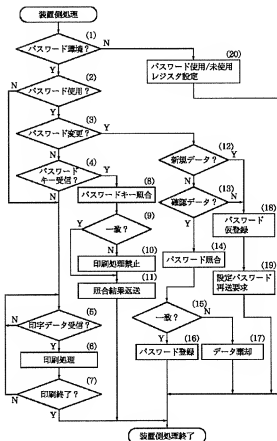 装置側処理
(1)
パスワード環境?
N
Y
(20)
パスワード使用/未使用
レジスタ設定
(2)
パスワード使用?
N
Y
(3)
パスワード変更?
Y
N
(4)
パスワード
キー受信?
Y
N
(8)
パスワードキー照合
(9)
一致?
Y
N
(10)
印刷処理禁止
(11)
照合結果返送
(12)
新規データ?
Y
N
(13)
確認データ?
N
Y
(18)
パスワード
仮登録
(14)
パスワード照合
(19)
設定パスワード
再送要求
(15)
一致?
N
Y
(16)
パスワード登録
(17)
データ棄却
(5)
印字データ受信?
N
Y
(6)
印刷処理
(7)
印刷終了?
N
Y
装置側処理終了